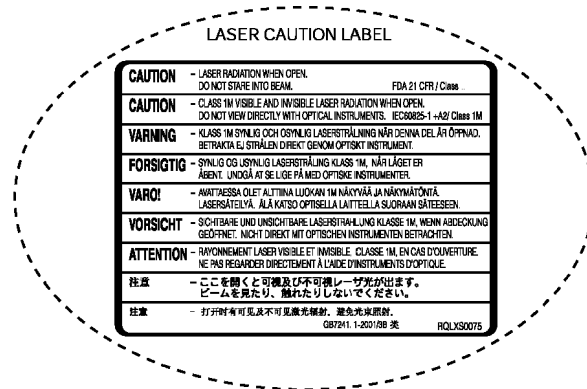 LASER CAUTION LABEL
CAUTION – LASER RADIATION WHEN OPEN.
DO NOT STARE INTO BEAM. FDA 21 CFR / Class
CAUTION – CLASS 1M VISIBLE AND INVISIBLE LASER RADIATION WHEN OPEN.
DO NOT VIEW DIRECTLY WITH OPTICAL INSTRUMENTS. IEC60825-1 +A2/ Class 1M
VARNING – KLASS 1M SYNLIG OCH OSYNLIG LASERSTRÅLNING NÄR DENNA DEL ÄR ÖPPNAD.
BETRAKTA EJ STRÅLEN DIREKT GENOM OPTISKT INSTRUMENT.
FORSIGTIG – SYNLIG OG USYNLIG LASERSTRÅLING KLASS 1M, NÅR LÅGET ER
ÅBENT. UNDGÅ AT SE LIGE PÅ MED OPTISKE INSTRUMENTER.
VARO! – AVATTAESSA OLET ALTTIINA LUOKAN 1M NÄKYVÄÄ JA NÄKYMÄTÖNTÄ
LASERSÄTEILYÄ. ÄLÄ KATSO OPTISELLA LAITTEELLA SUORAAN SÄTEESEEN.
VORSICHT – SICHTBARE UND UNSICHTBARE LASERSTRAHLUNG KLASSE 1M, WENN ABDECKUNG
GEÖFFNET. NICHT DIREKT MIT OPTISCHEN INSTRUMENTEN BETRACHTEN.
ATTENTION – RAYONNEMENT LASER VISIBLE ET INVISIBLE, CLASSE 1M, EN CAS D'OUVERTURE.
NE PAS REGARDER DIRECTEMENT À L'AIDE D'INSTRUMENTS D'OPTIQUE.
注意 – ここを開くと可視及び不可視レーザ光が出ます。
ビームを見たり、触れたりしないでください。
注意 – 打开时有可见及不可见激光辐射。避免光束照射。
GB7241.1-2001/3B 类 RQLXS0075